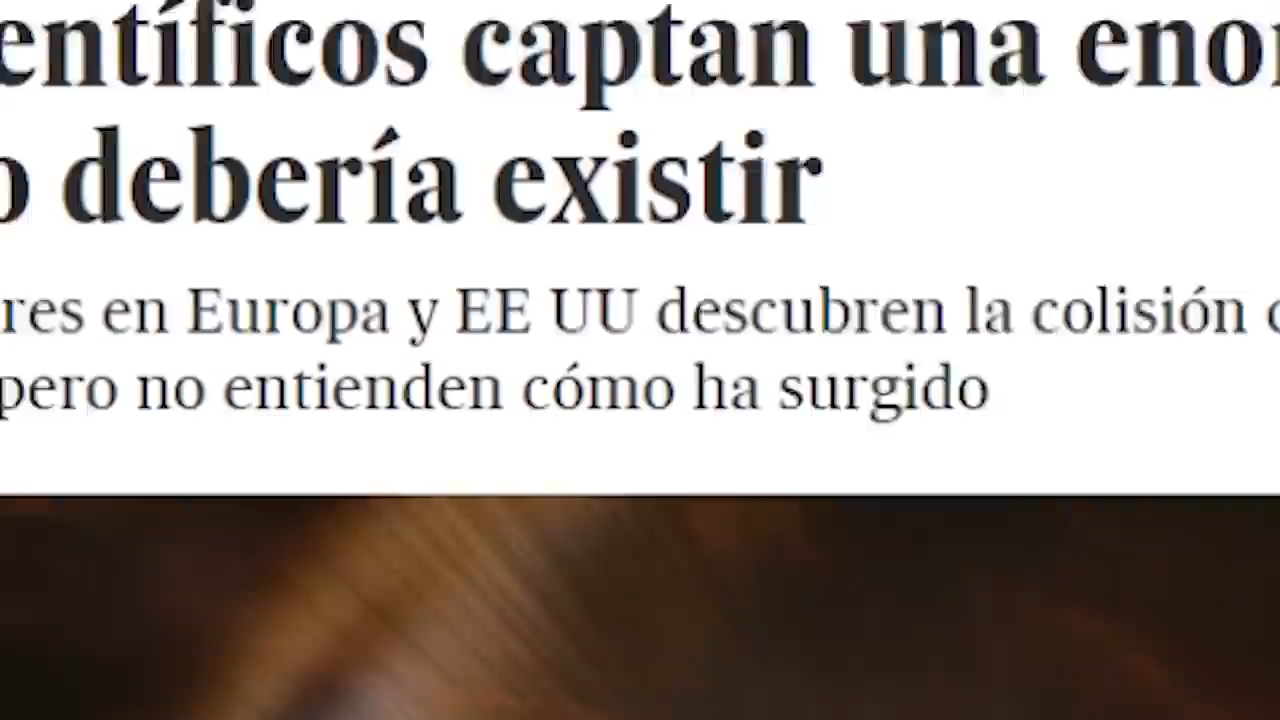 entíficos captan una enor
o debería existir
res en Europa y EE UU descubren la colisión
pero no entienden cómo ha surgido